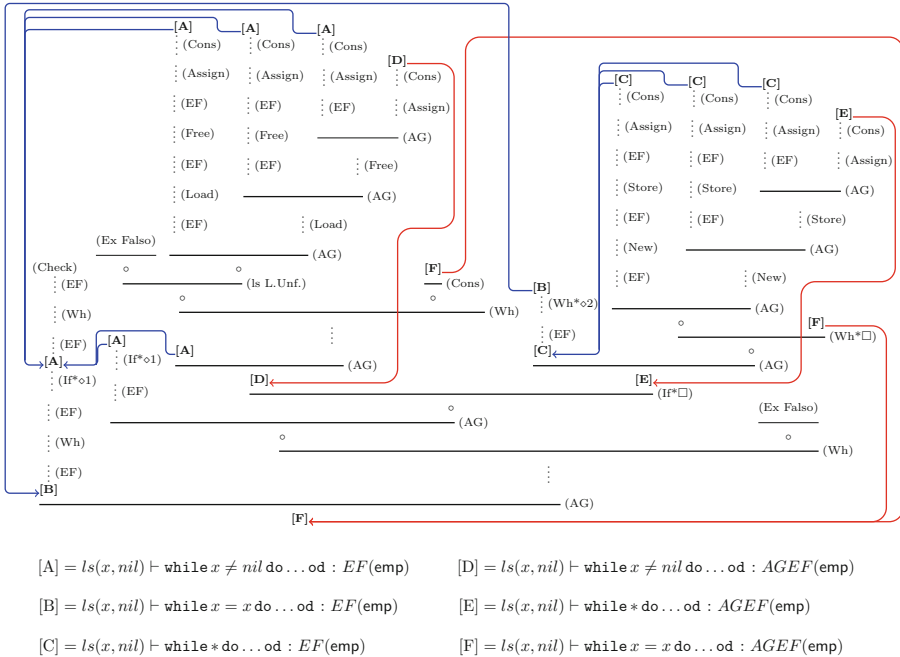 [A] [A] [A]
(Cons) (Cons) (Cons) [D]
(Assign) (Assign) (Assign) (Cons) [C] [C] [C]
(Cons) (Cons) (Cons)
(EF) (EF) (EF) (Assign) [E]
(Assign) (Assign) (Assign) (Cons)
(Free) (Free) (AG)
(EF) (EF) (EF) (Assign)
(EF) (EF) (Free)
(Store) (Store) (AG)
(Load) (AG)
(EF) (EF) (Store)
(EF) (Load)
(Ex Falso) (New) (AG)
(AG)
(Check) [F] (EF) (New)
(EF) ∘ ∘ (ls L.Unf.) (Cons) [B]
∘ ∘ (Wh*⋄2) (AG)
(Wh) (Wh) ∘ [F]
(EF) [A] (EF) (Wh*□)
[A] (If*⋄1) [A] [C] ∘
(If*⋄1) (AG) (AG)
[D] [E]
(EF) (If*□)
(EF) ∘ (Ex Falso)
(AG)
(Wh) ∘ ∘
(Wh)
(EF)
[B]
(AG)
[F]
[A] = ls(x, nil) ⊢ while x ≠ nil do … od : EF(emp) [D] = ls(x, nil) ⊢ while x ≠ nil do … od : AGEF(emp)
[B] = ls(x, nil) ⊢ while x = x do … od : EF(emp) [E] = ls(x, nil) ⊢ while * do … od : AGEF(emp)
[C] = ls(x, nil) ⊢ while * do … od : EF(emp) [F] = ls(x, nil) ⊢ while x = x do … od : AGEF(emp)